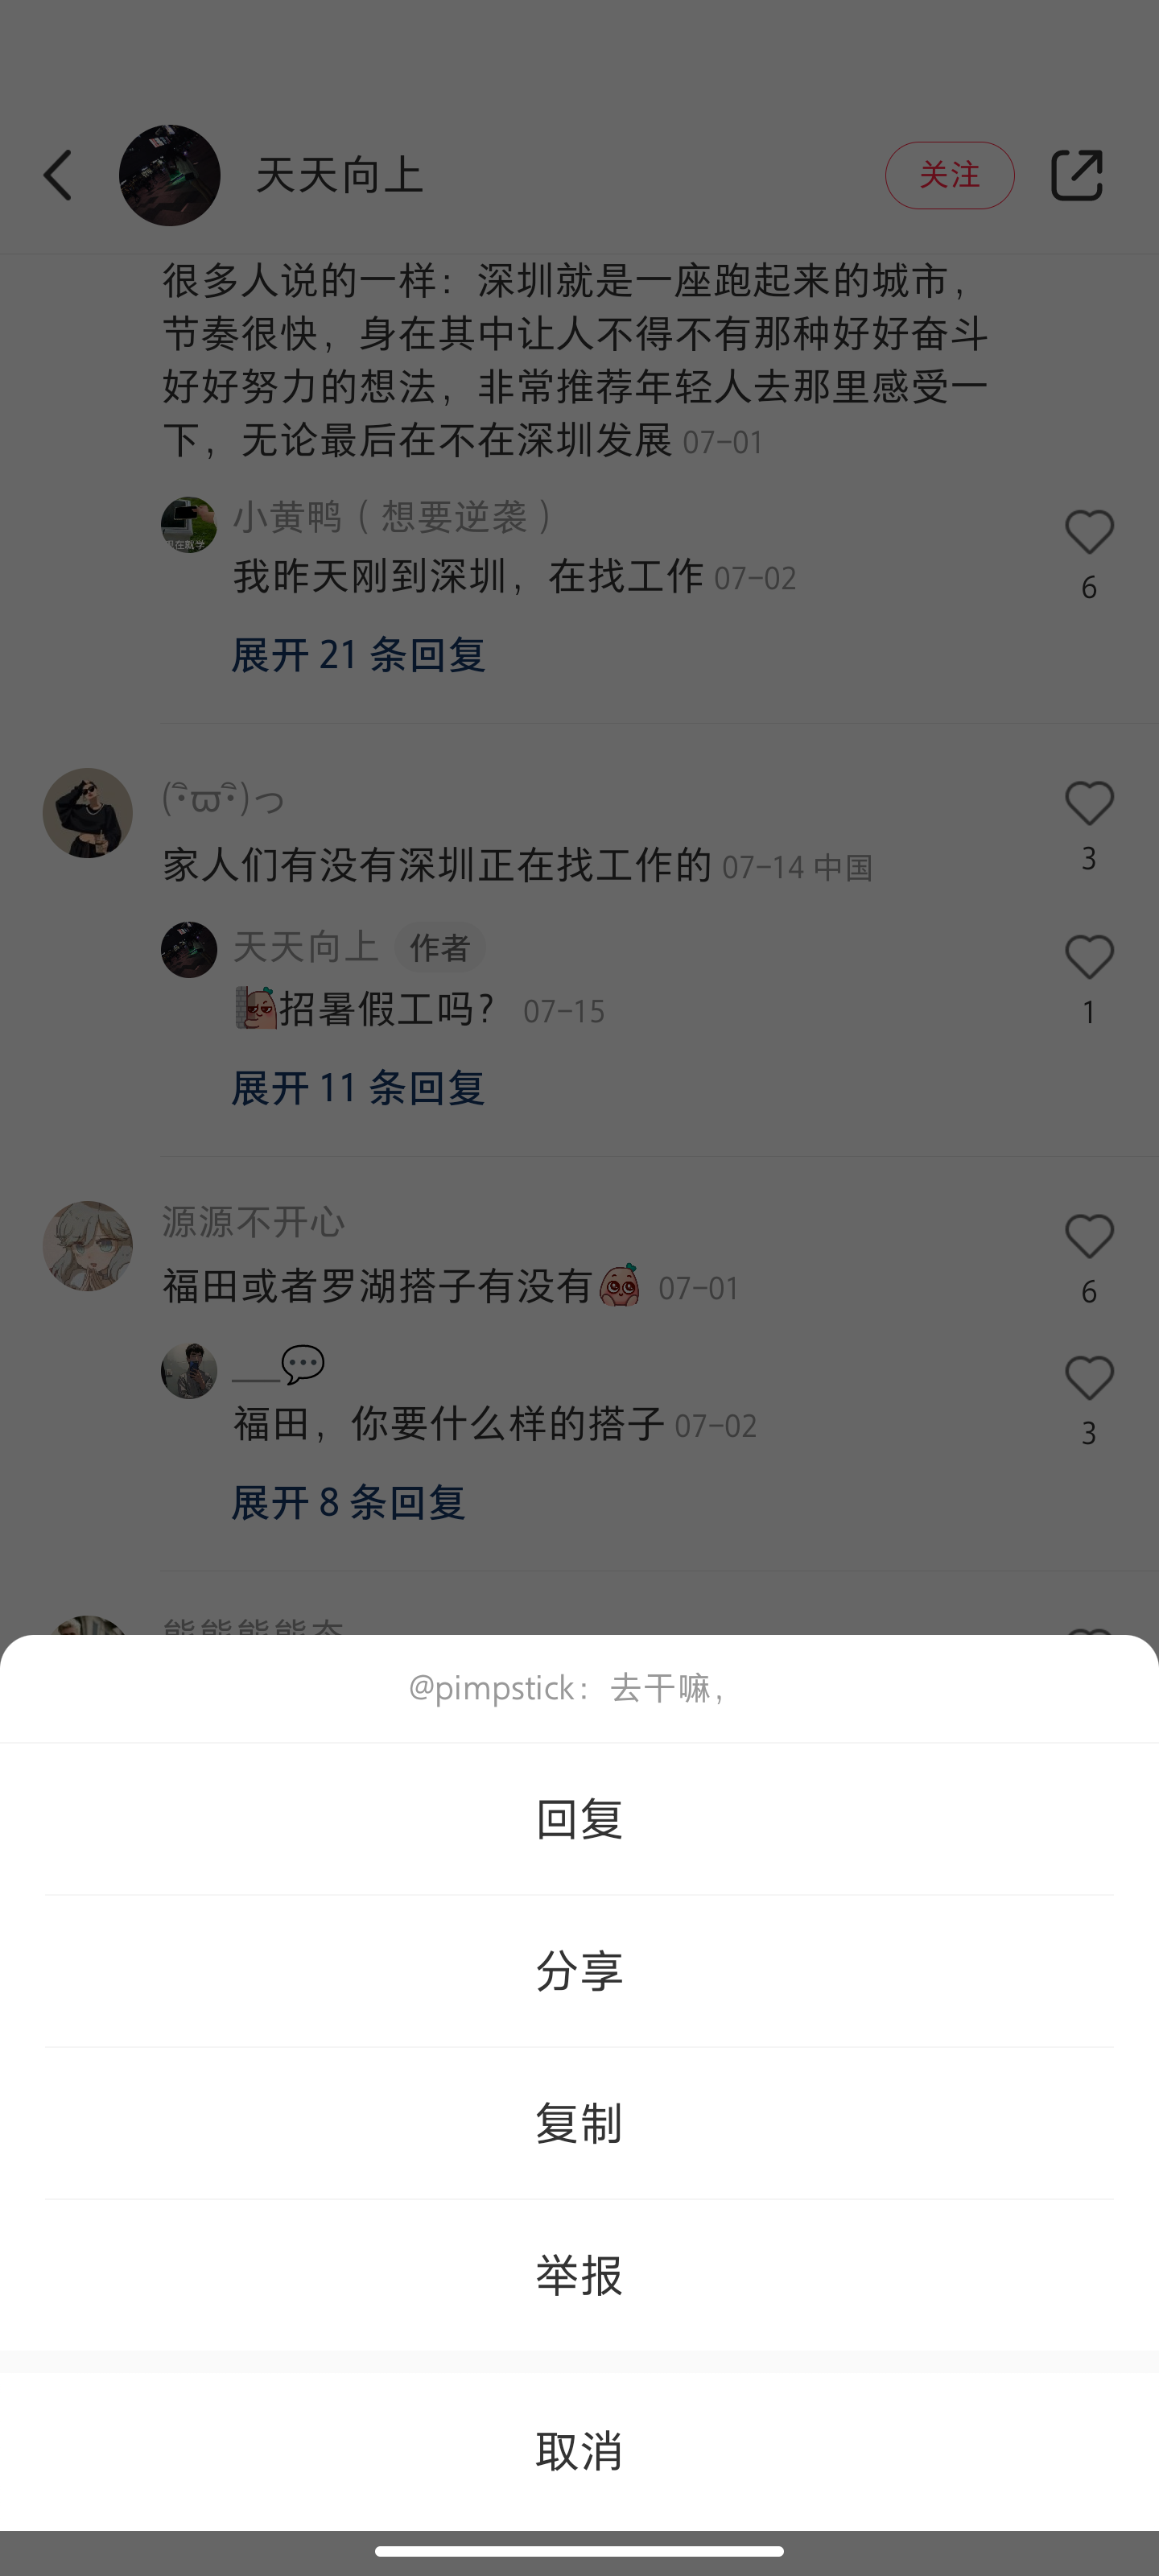 天天向上
关注
很多人说的一样：深圳就是一座跑起来的城市，
节奏很快，身在其中让人不得不有那种好好奋斗
好好努力的想法，非常推荐年轻人去那里感受一
下，无论最后在不在深圳发展 07-01
小黄鸭（想要逆袭）
我昨天刚到深圳，在找工作 07-02
6
展开 21 条回复
家人们有没有深圳正在找工作的 07-14 中国
3
天天向上 作者
招暑假工吗？ 07-15
1
展开 11 条回复
源源不开心
福田或者罗湖搭子有没有 07-01
6
__💬
福田，你要什么样的搭子 07-02
3
展开 8 条回复
@pimpstick：去干嘛，
回复
分享
复制
举报
取消